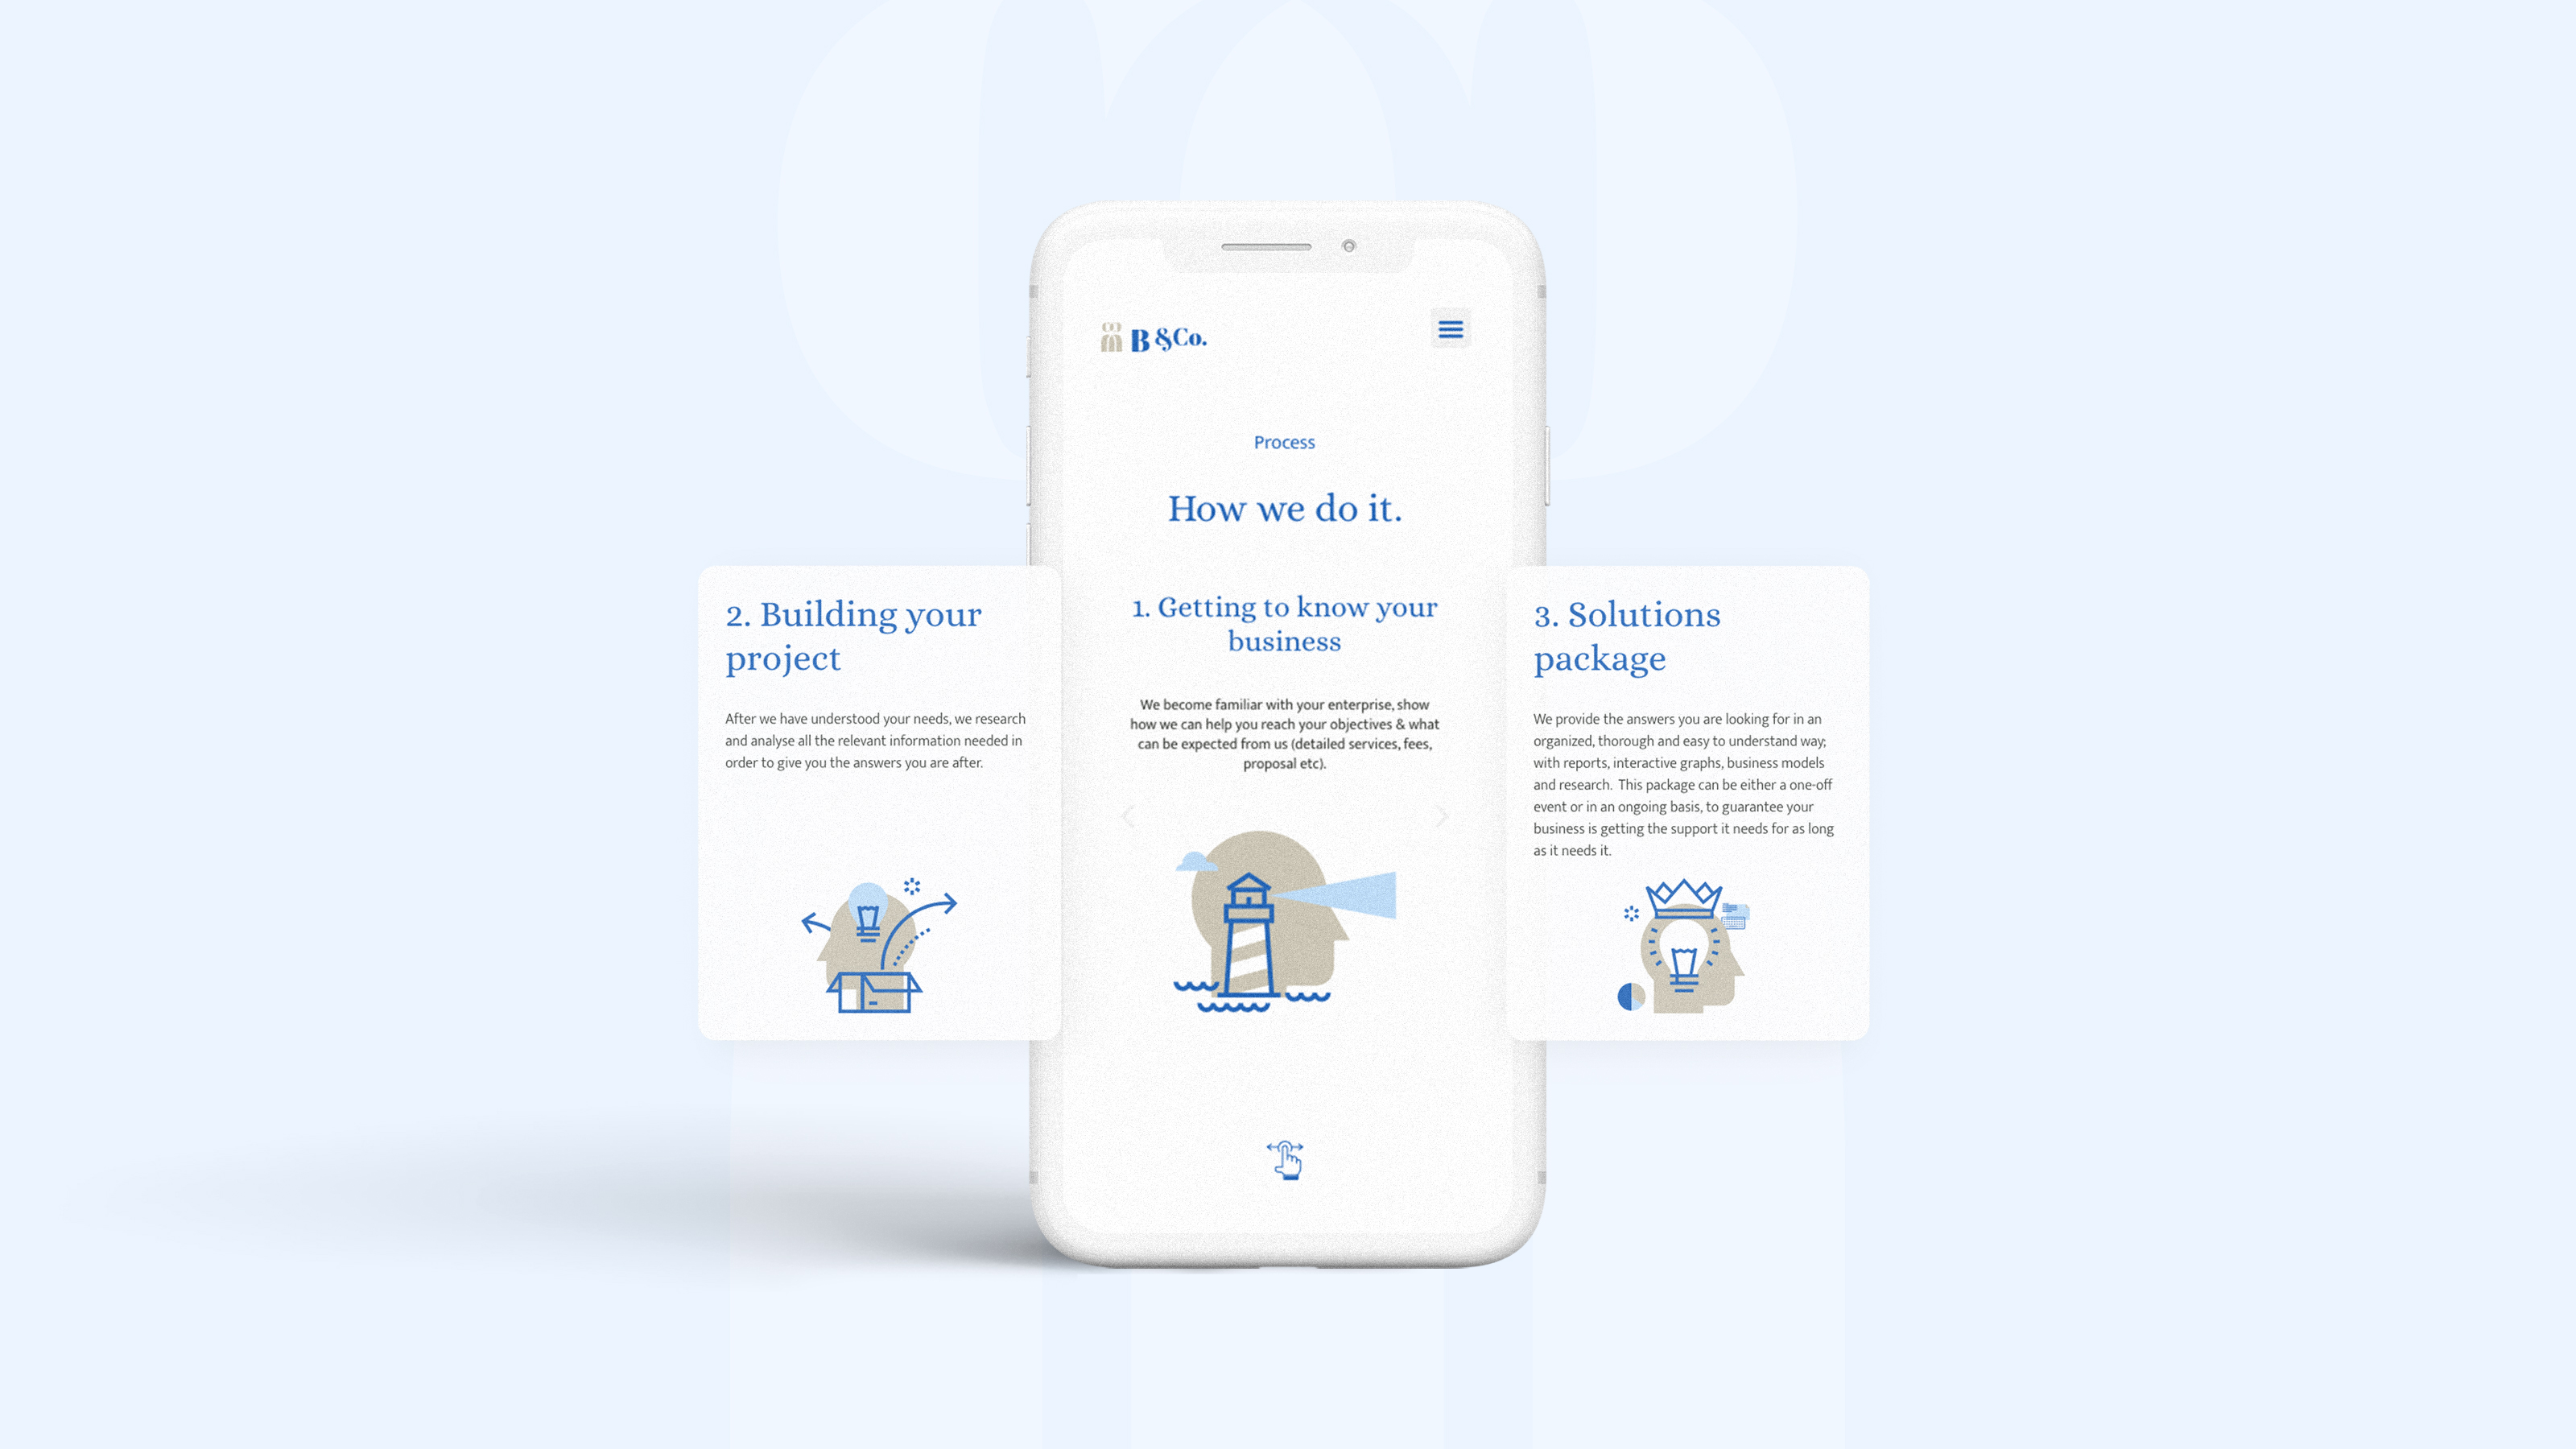 B &Co.
Process
How we do it.
1. Getting to know your
business
We become familiar with your enterprise, show
how we can help you reach your objectives & what
can be expected from us (detailed services, fees,
proposal etc).
2. Building your
project
After we have understood your needs, we research
and analyse all the relevant information needed in
order to give you the answers you are after.
3. Solutions
package
We provide the answers you are looking for in an
organized, thorough and easy to understand way;
with reports, interactive graphs, business models
and research.  This package can be either a one-off
event or in an ongoing basis, to guarantee your
business is getting the support it needs for as long
as it needs it.